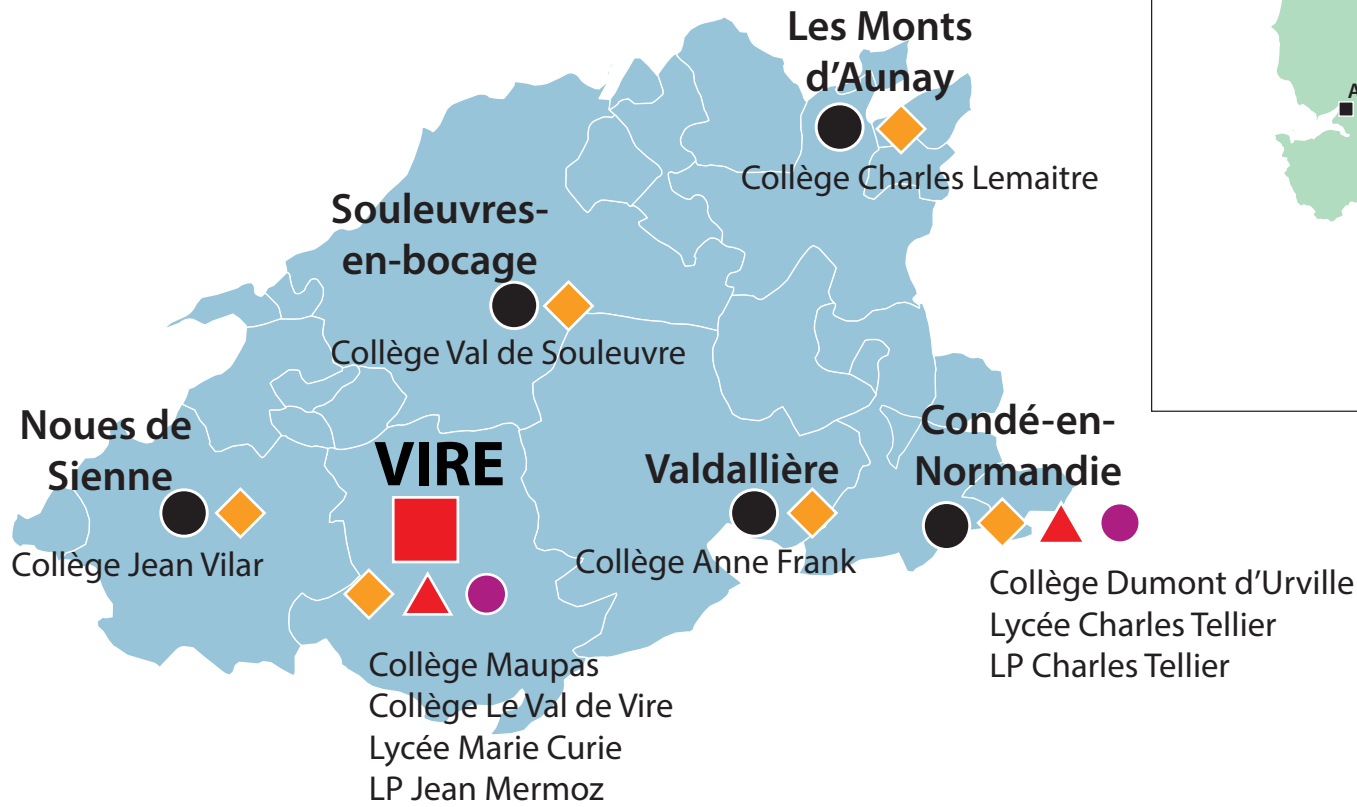 Les Monts
d'Aunay
A
Collège Charles Lemaitre
Souleuvres-
en-bocage
Collège Val de Souleuvre
Noues de
Sienne
Collège Jean Vilar
VIRE
Collège Maupas
Collège Le Val de Vire
Lycée Marie Curie
LP Jean Mermoz
Valdallière
Collège Anne Frank
Condé-en-
Normandie
Collège Dumont d'Urville
Lycée Charles Tellier
LP Charles Tellier